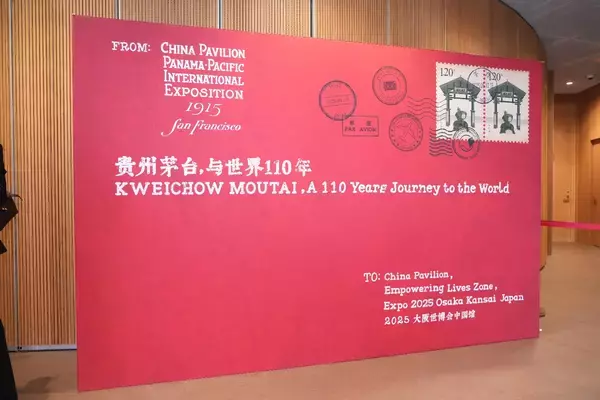 FROM: CHINA PAVILION
PANAMA·PACIFIC
INTERNATIONAL
EXPOSITION
1915
San Francisco
120
120
PAR AVION
贵州茅台，与世界110年
KWEICHOW MOUTAI, A 110 Years Journey to the World
TO: China Pavilion,
Empowering Lives Zone,
Expo 2025 Osaka Kansai Japan
2025 大阪世博会中国馆